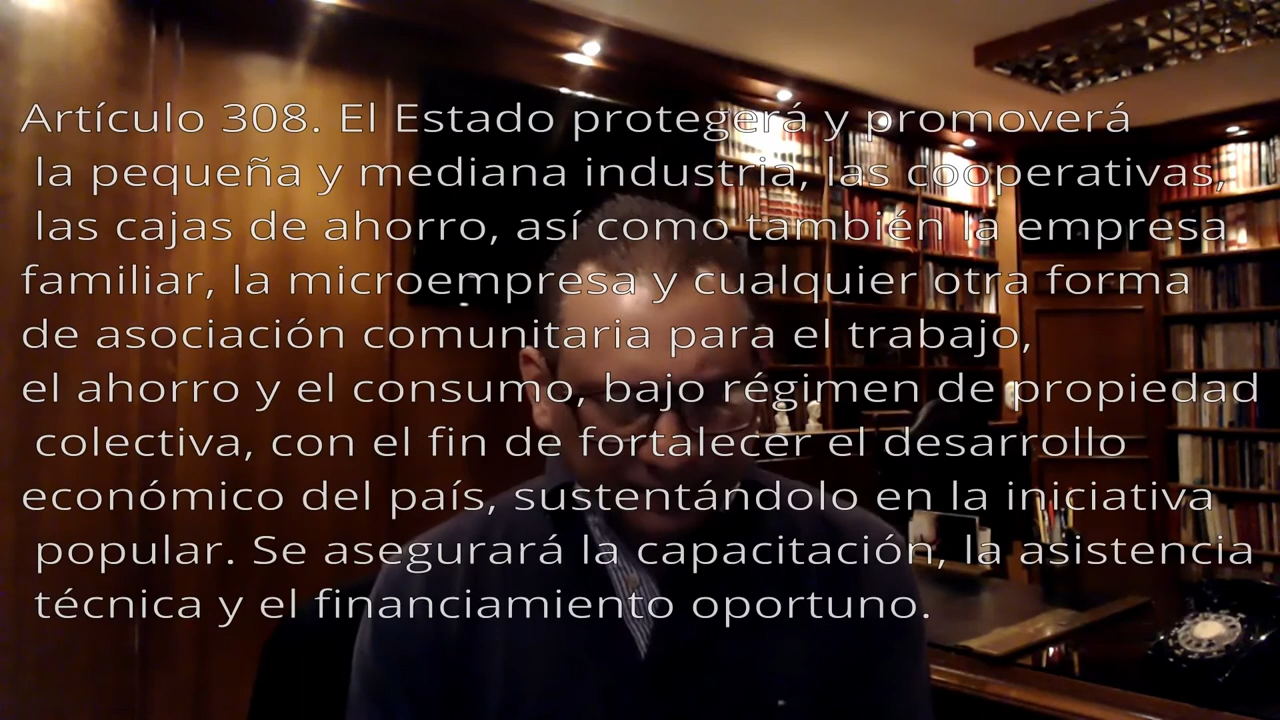 Artículo 308. El Estado protegerá y promoverá
la pequeña y mediana industria, las cooperativas,
las cajas de ahorro, así como también la empresa
familiar, la microempresa y cualquier otra forma
de asociación comunitaria para el trabajo,
el ahorro y el consumo, bajo régimen de propiedad
colectiva, con el fin de fortalecer el desarrollo
económico del país, sustentándolo en la iniciativa
popular. Se asegurará la capacitación, la asistencia
técnica y el financiamiento oportuno.